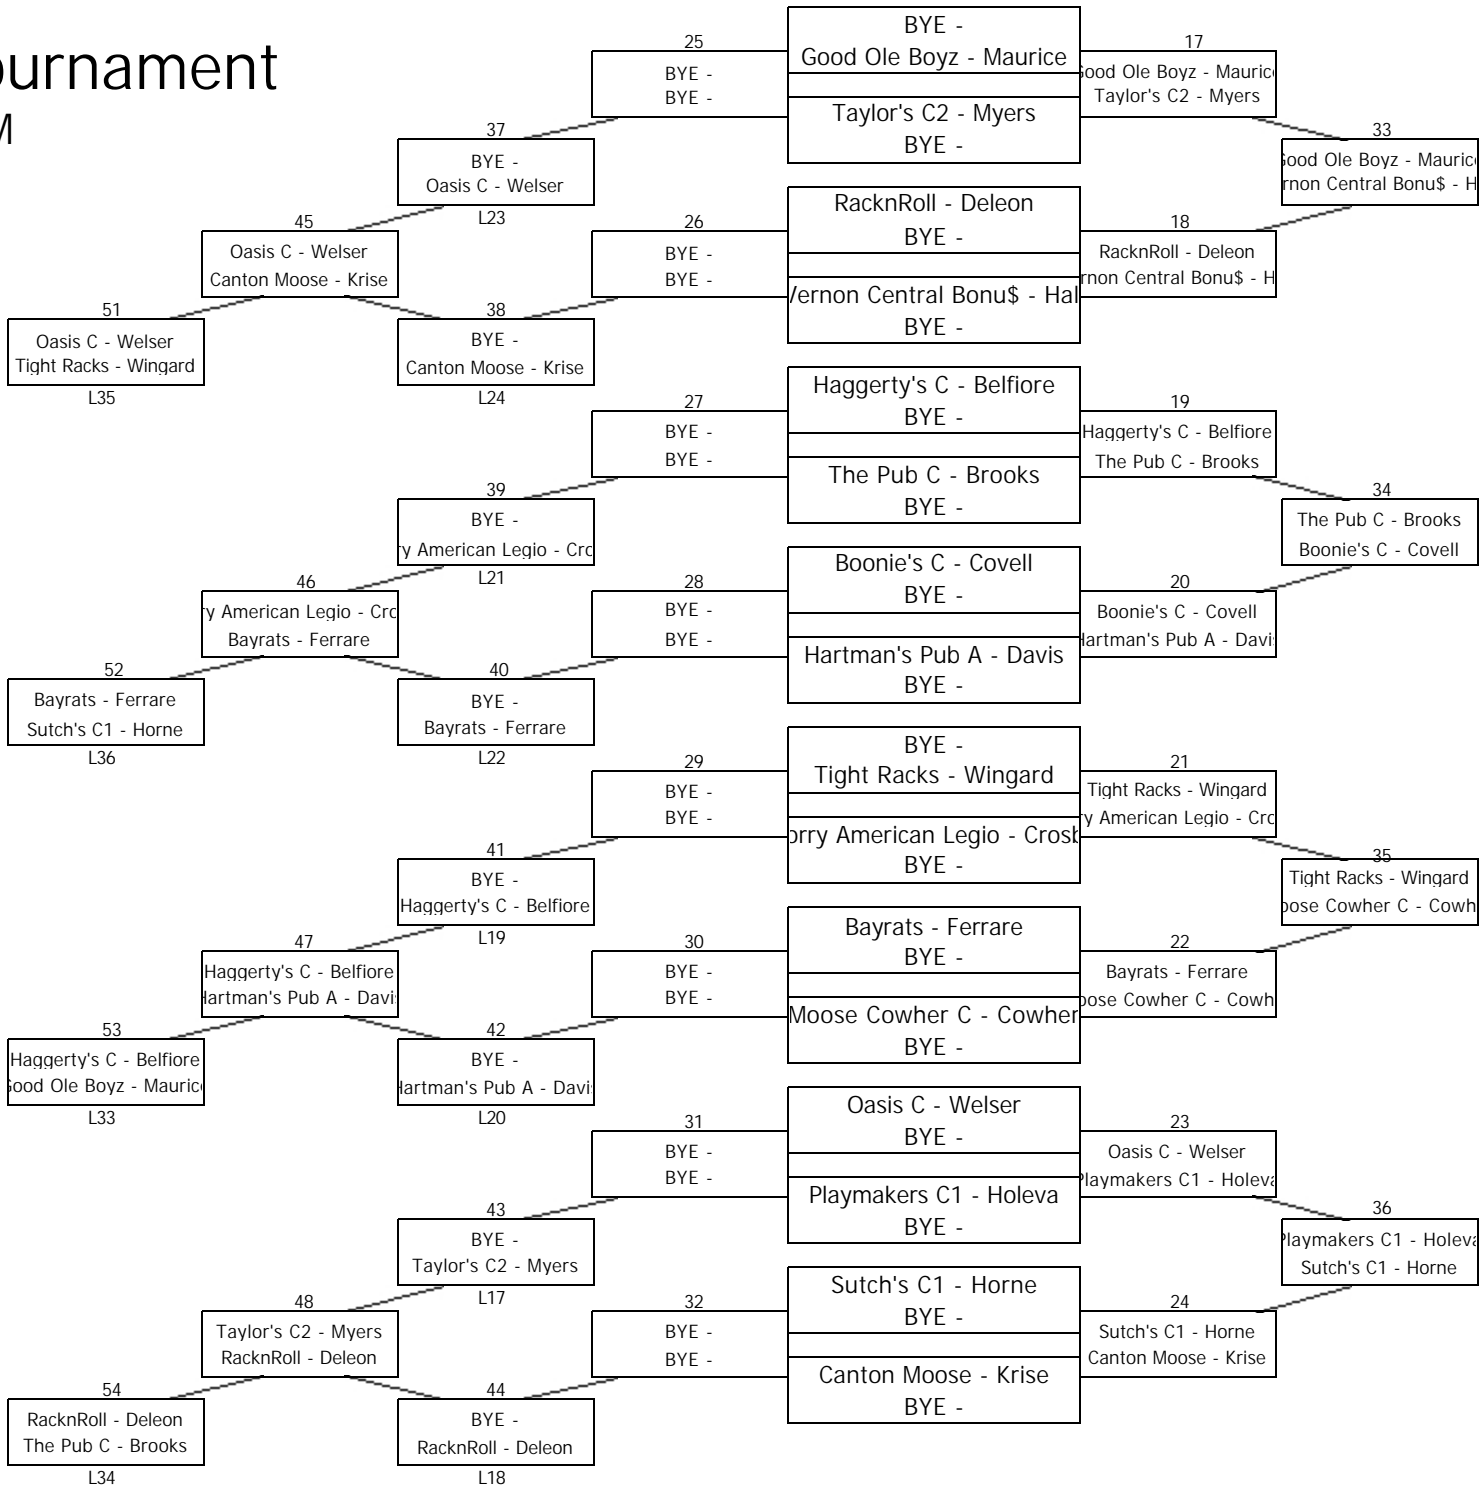 ournament
M
25
BYE -
BYE -
BYE -
Good Ole Boyz - Maurice
17
Good Ole Boyz - Mauric
Taylor's C2 - Myers
Taylor's C2 - Myers
BYE -
37
BYE -
Oasis C - Welser
L23
33
Good Ole Boyz - Mauric
rnon Central Bonu$ - H
45
Oasis C - Welser
Canton Moose - Krise
26
BYE -
BYE -
RacknRoll - Deleon
BYE -
18
RacknRoll - Deleon
rnon Central Bonu$ - H
Vernon Central Bonu$ - Hal
BYE -
51
Oasis C - Welser
Tight Racks - Wingard
L35
38
BYE -
Canton Moose - Krise
L24
27
BYE -
BYE -
Haggerty's C - Belfiore
BYE -
19
Haggerty's C - Belfiore
The Pub C - Brooks
The Pub C - Brooks
BYE -
39
BYE -
ry American Legio - Cro
L21
34
The Pub C - Brooks
Boonie's C - Covell
46
ry American Legio - Cro
Bayrats - Ferrare
28
BYE -
BYE -
Boonie's C - Covell
BYE -
20
Boonie's C - Covell
Hartman's Pub A - Davi
Hartman's Pub A - Davis
BYE -
52
Bayrats - Ferrare
Sutch's C1 - Horne
L36
40
BYE -
Bayrats - Ferrare
L22
29
BYE -
BYE -
BYE -
Tight Racks - Wingard
21
Tight Racks - Wingard
ry American Legio - Cro
orry American Legio - Crosb
BYE -
41
BYE -
Haggerty's C - Belfiore
L19
35
Tight Racks - Wingard
oose Cowher C - Cowh
47
Haggerty's C - Belfiore
Hartman's Pub A - Davi
30
BYE -
BYE -
Bayrats - Ferrare
BYE -
22
Bayrats - Ferrare
oose Cowher C - Cowh
Moose Cowher C - Cowher
BYE -
53
Haggerty's C - Belfiore
Good Ole Boyz - Mauric
L33
42
BYE -
Hartman's Pub A - Davi
L20
31
BYE -
BYE -
Oasis C - Welser
BYE -
23
Oasis C - Welser
Playmakers C1 - Holeva
Playmakers C1 - Holeva
BYE -
43
BYE -
Taylor's C2 - Myers
L17
36
Playmakers C1 - Holeva
Sutch's C1 - Horne
48
Taylor's C2 - Myers
RacknRoll - Deleon
32
BYE -
BYE -
Sutch's C1 - Horne
BYE -
24
Sutch's C1 - Horne
Canton Moose - Krise
Canton Moose - Krise
BYE -
54
RacknRoll - Deleon
The Pub C - Brooks
L34
44
BYE -
RacknRoll - Deleon
L18